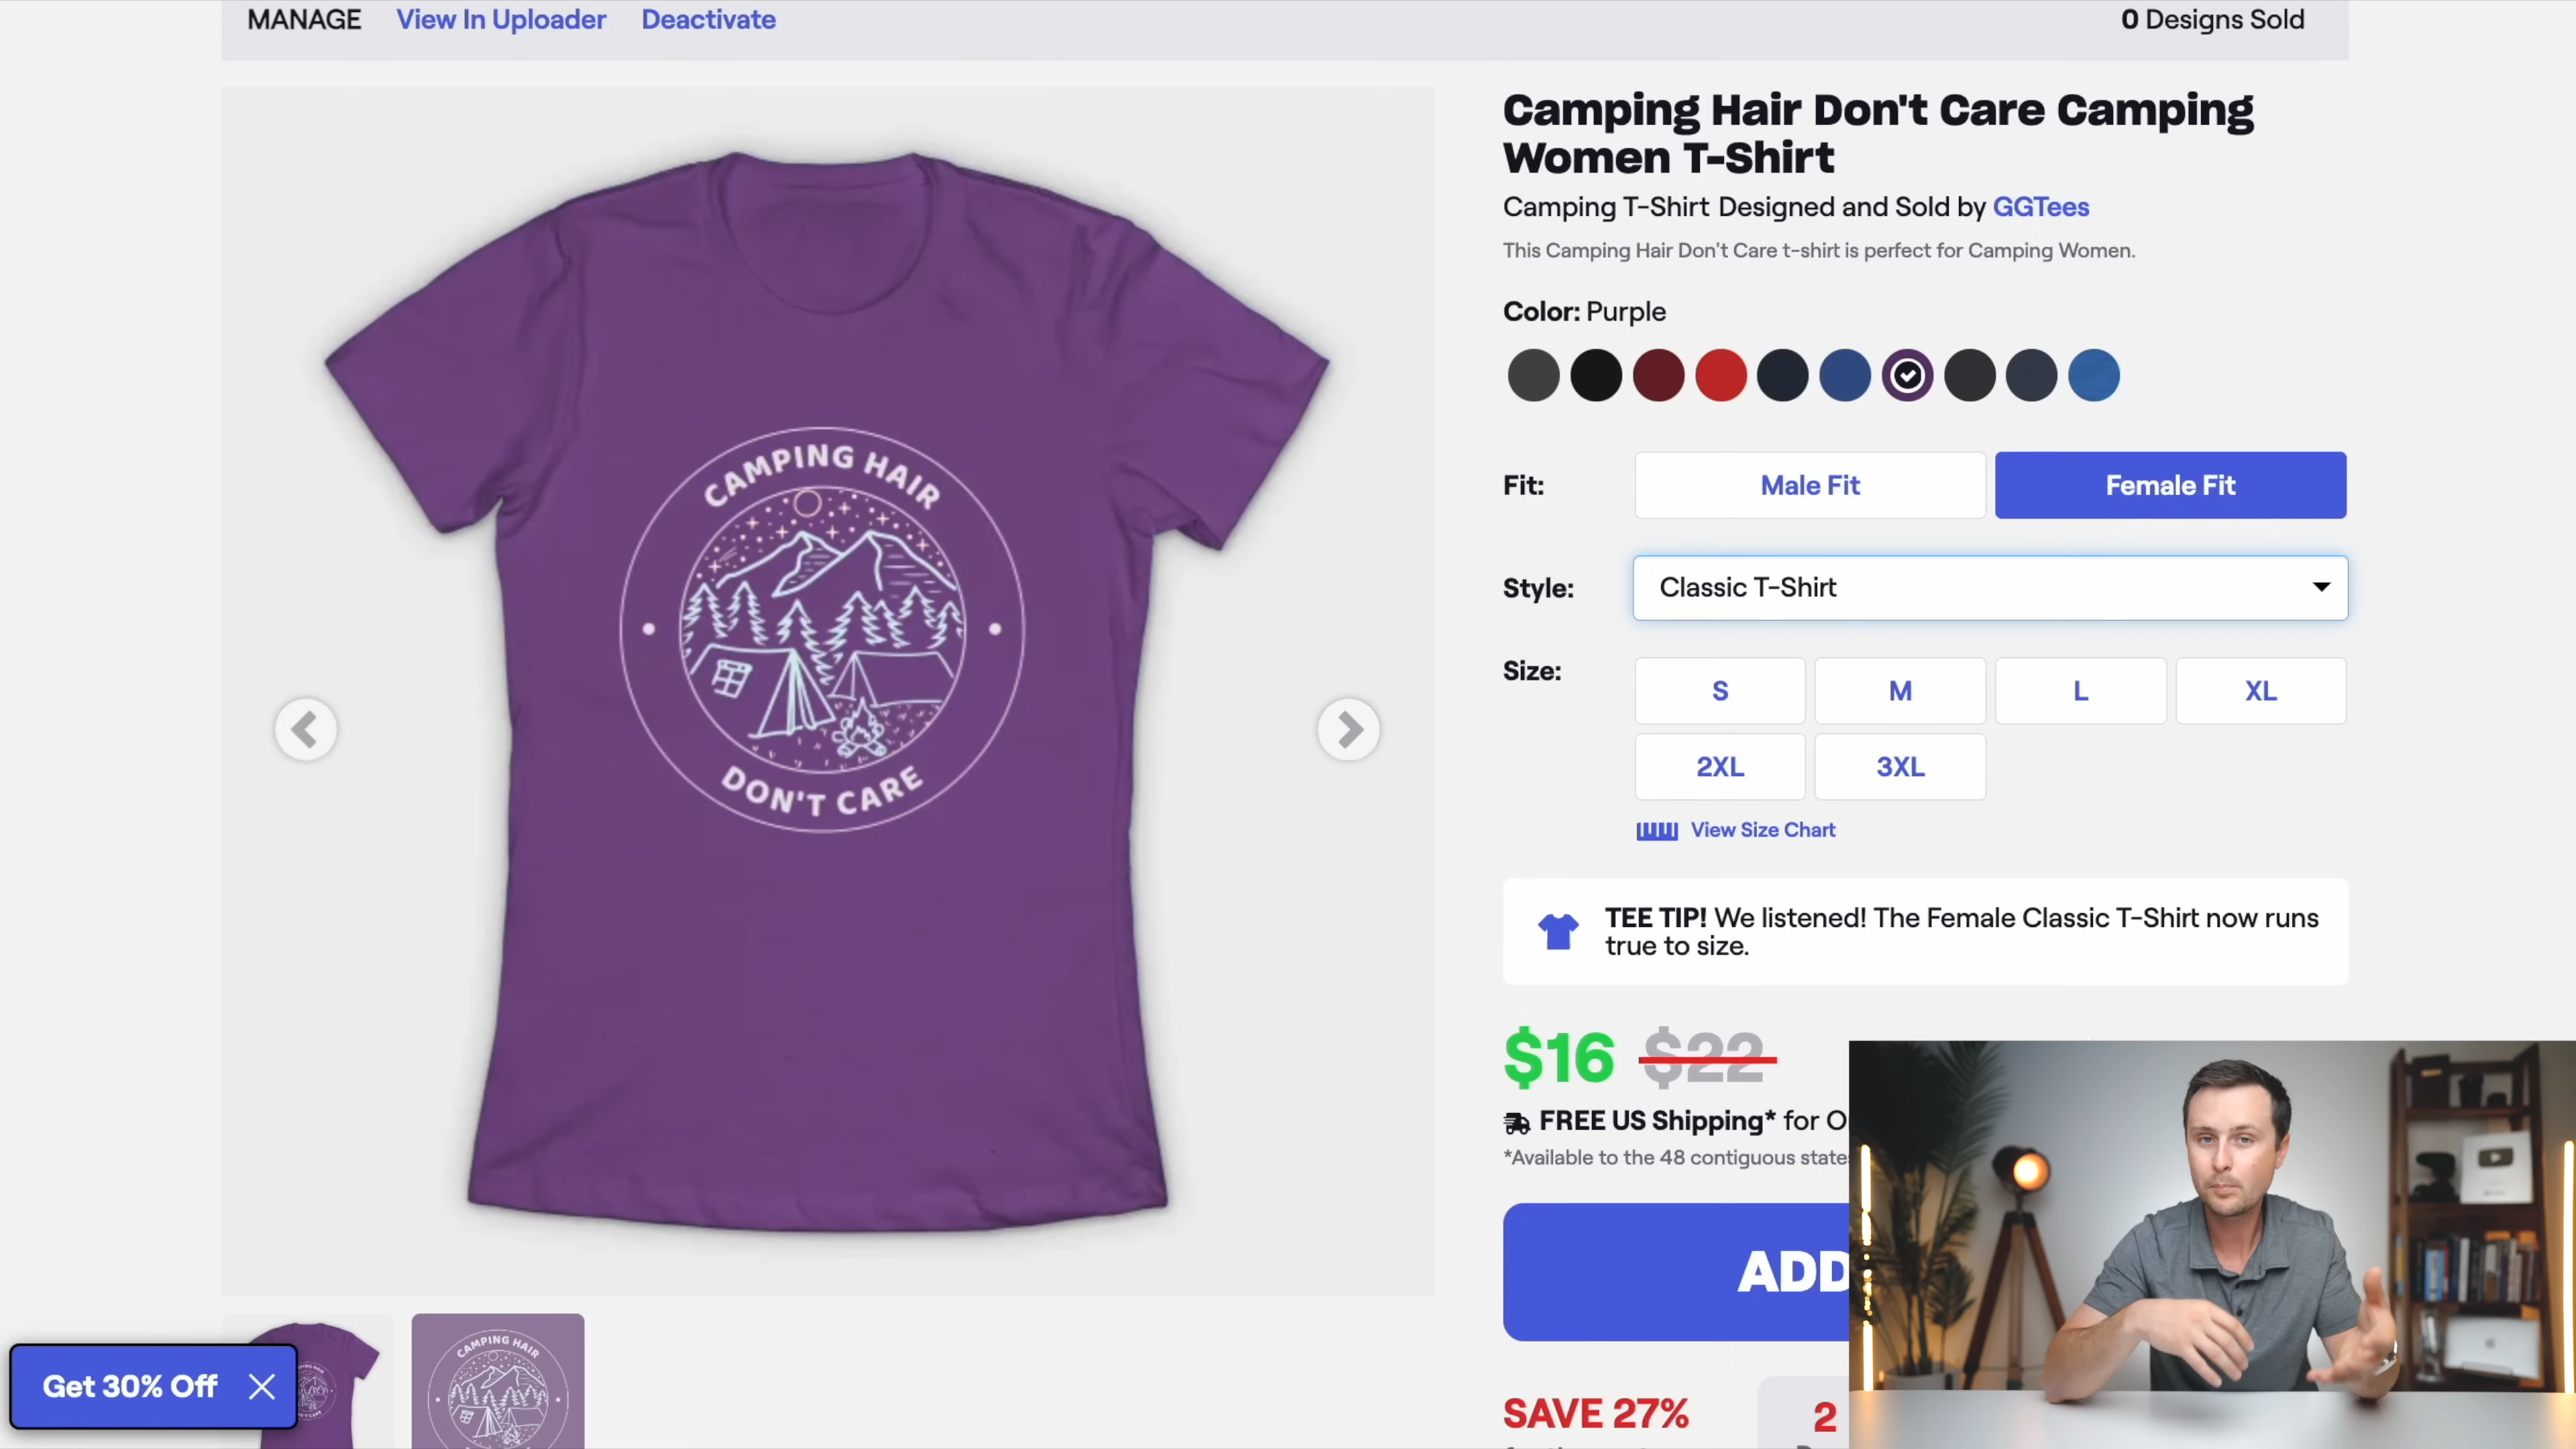 MANAGE View In Uploader Deactivate 0 Designs Sold
Camping Hair Don't Care Camping
Women T-Shirt
Camping T-Shirt Designed and Sold by GGTees
This Camping Hair Don't Care t-shirt is perfect for Camping Women.
Color: Purple
Fit: Male Fit Female Fit
Style: Classic T-Shirt
Size: S M L XL
2XL 3XL
View Size Chart
TEE TIP! We listened! The Female Classic T-Shirt now runs
true to size.
$16 $22
FREE US Shipping* for
*Available to the 48 contiguous
ADD
SAVE 27% 2
CAMPING HAIR
DON'T CARE
Get 30% Off
CAMPING HAIR